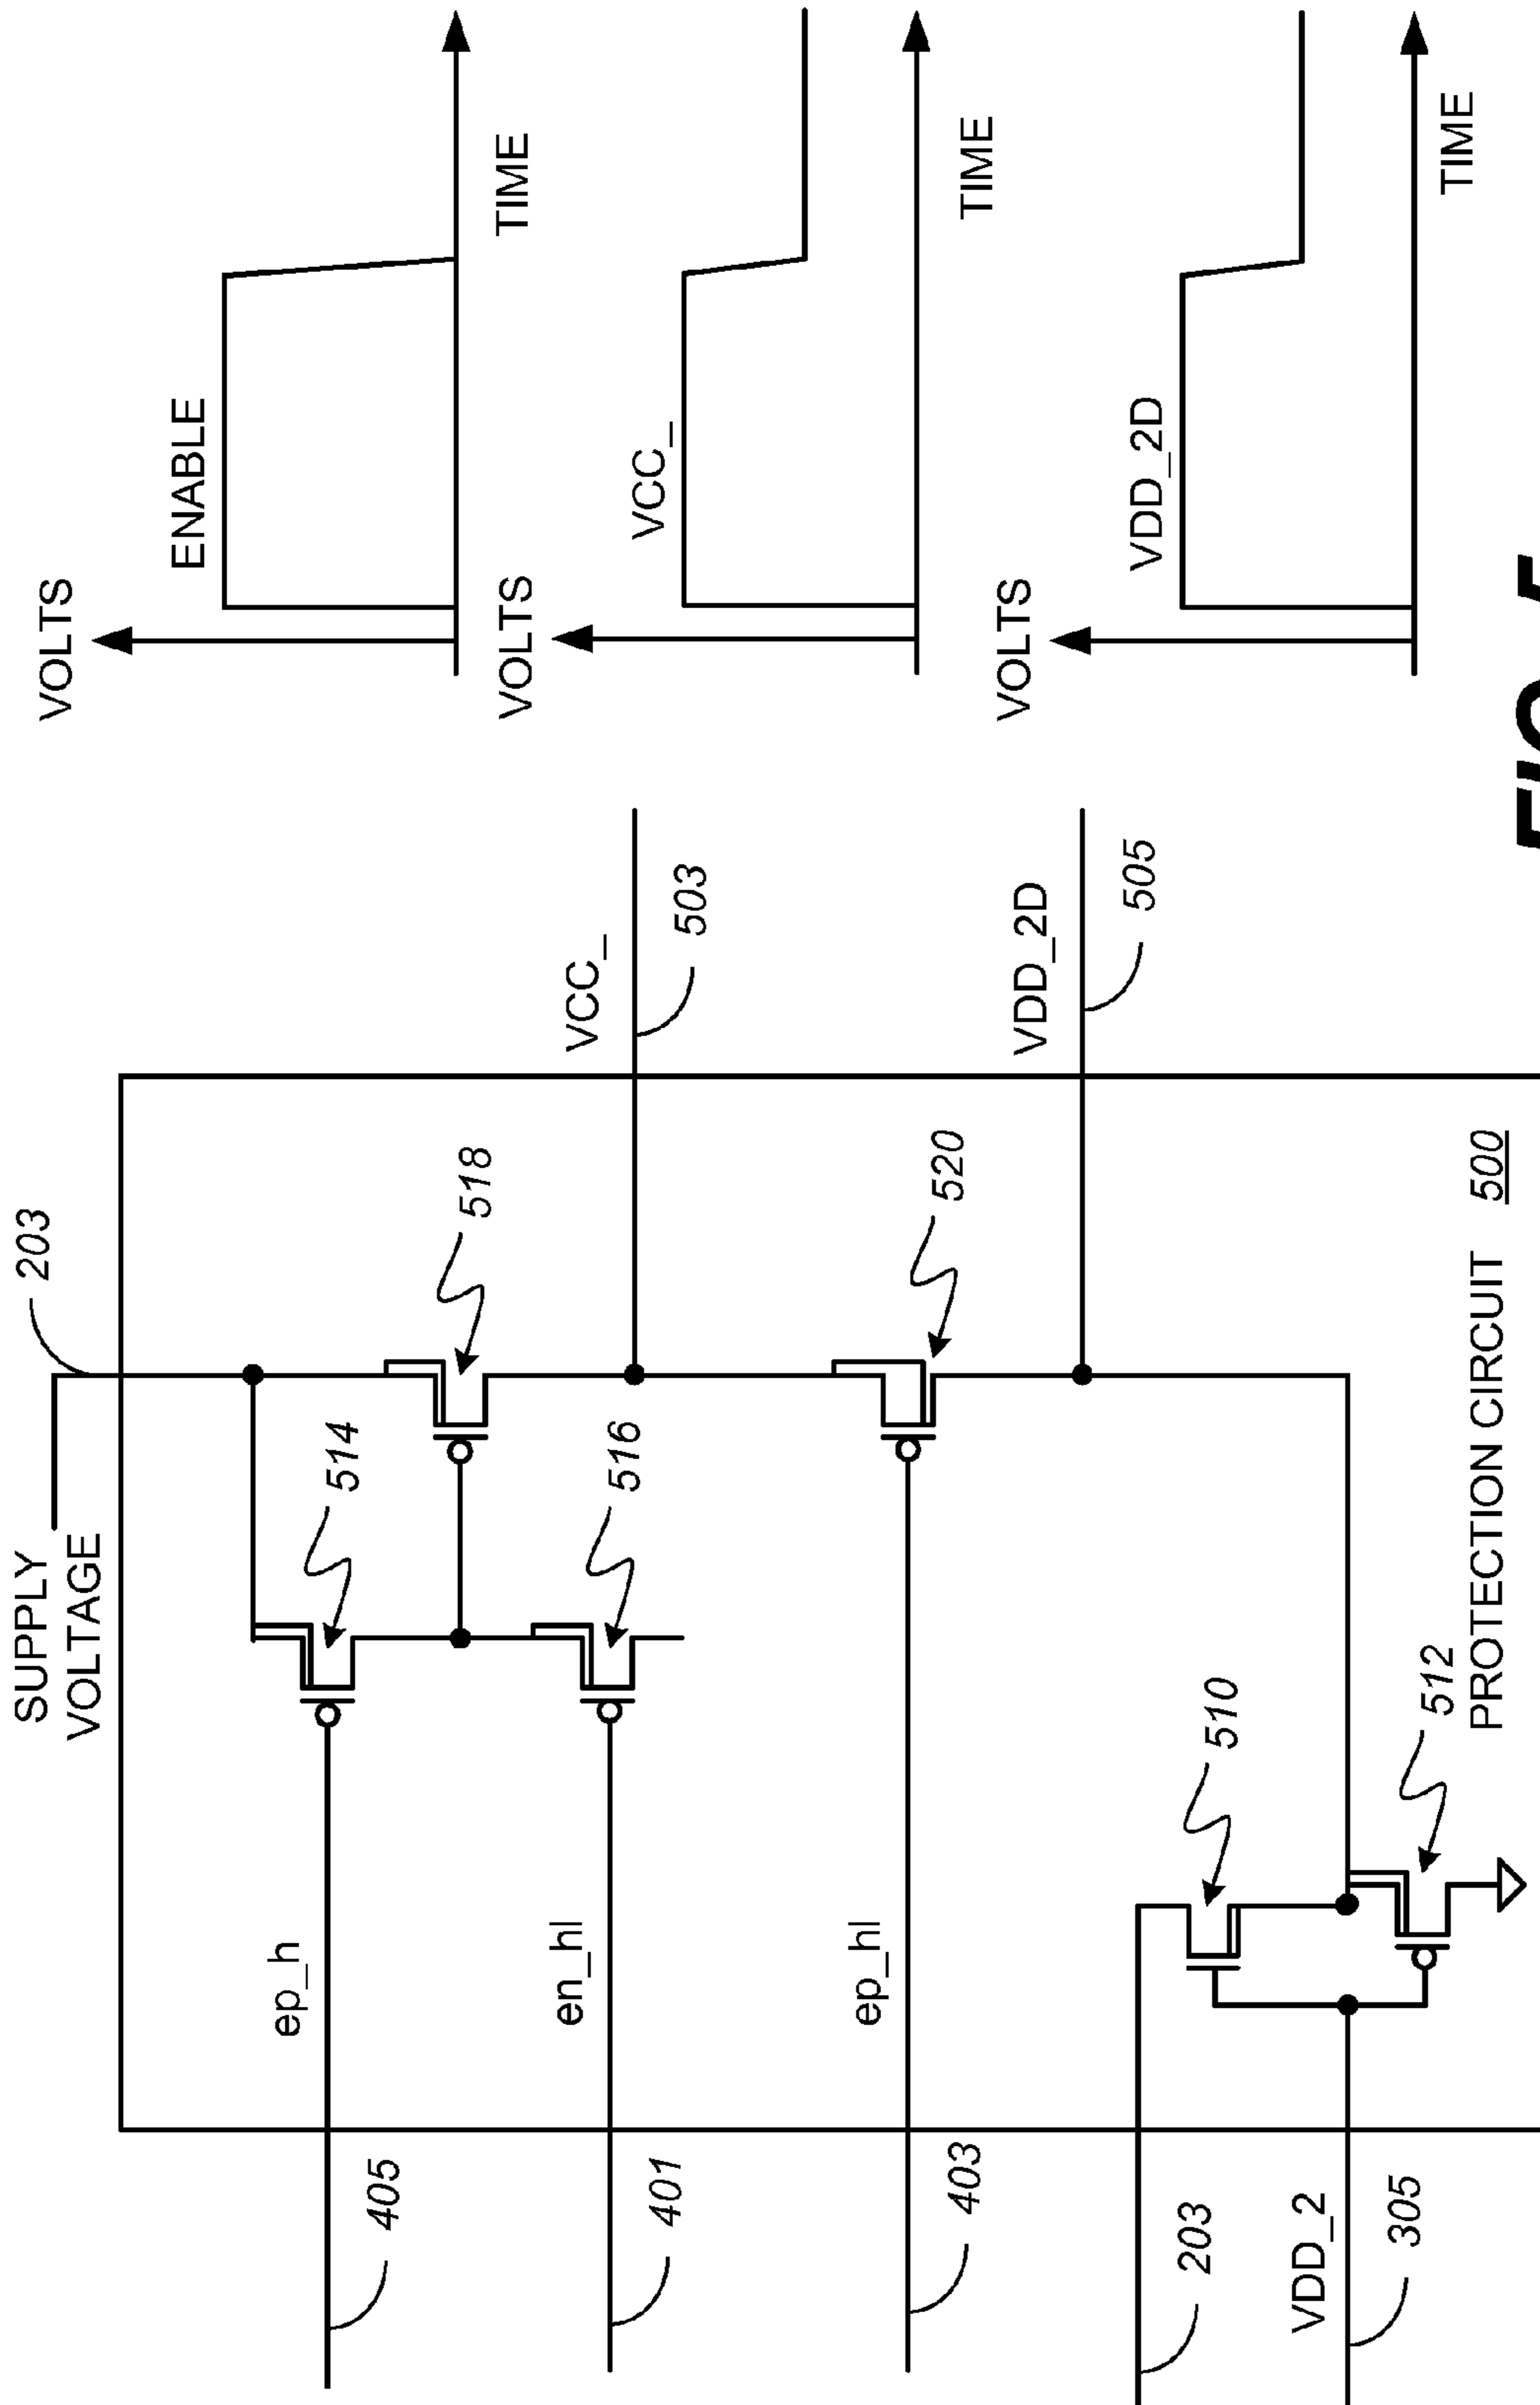 SUPPLY
VOLTAGE
203
ep_h
405
514
518
en_hl
401
516
VCC_
503
ep_hl
403
520
203
510
VDD_2D
505
VDD_2
305
512
PROTECTION CIRCUIT 500
VOLTS
ENABLE
TIME
VOLTS
VCC_
TIME
VOLTS
VDD_2D
TIME